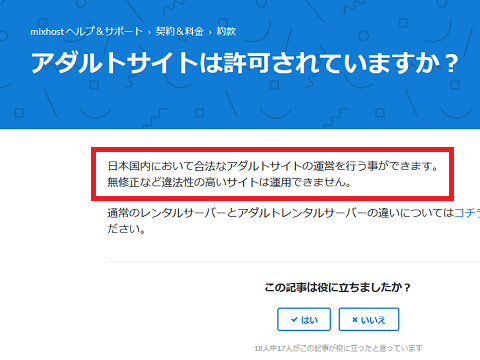 mixhost ヘルプ＆サポート › 契約＆料金 › 約款
アダルトサイトは許可されていますか？
日本国内において合法なアダルトサイトの運営を行う事ができます。
無修正など違法性の高いサイトは運用できません。
通常のレンタルサーバーとアダルトレンタルサーバーの違いについてはコチラ
ださい。
この記事は役に立ちましたか？
✔ はい
✖ いいえ
18人中17人がこの記事が役に立ったと言っています